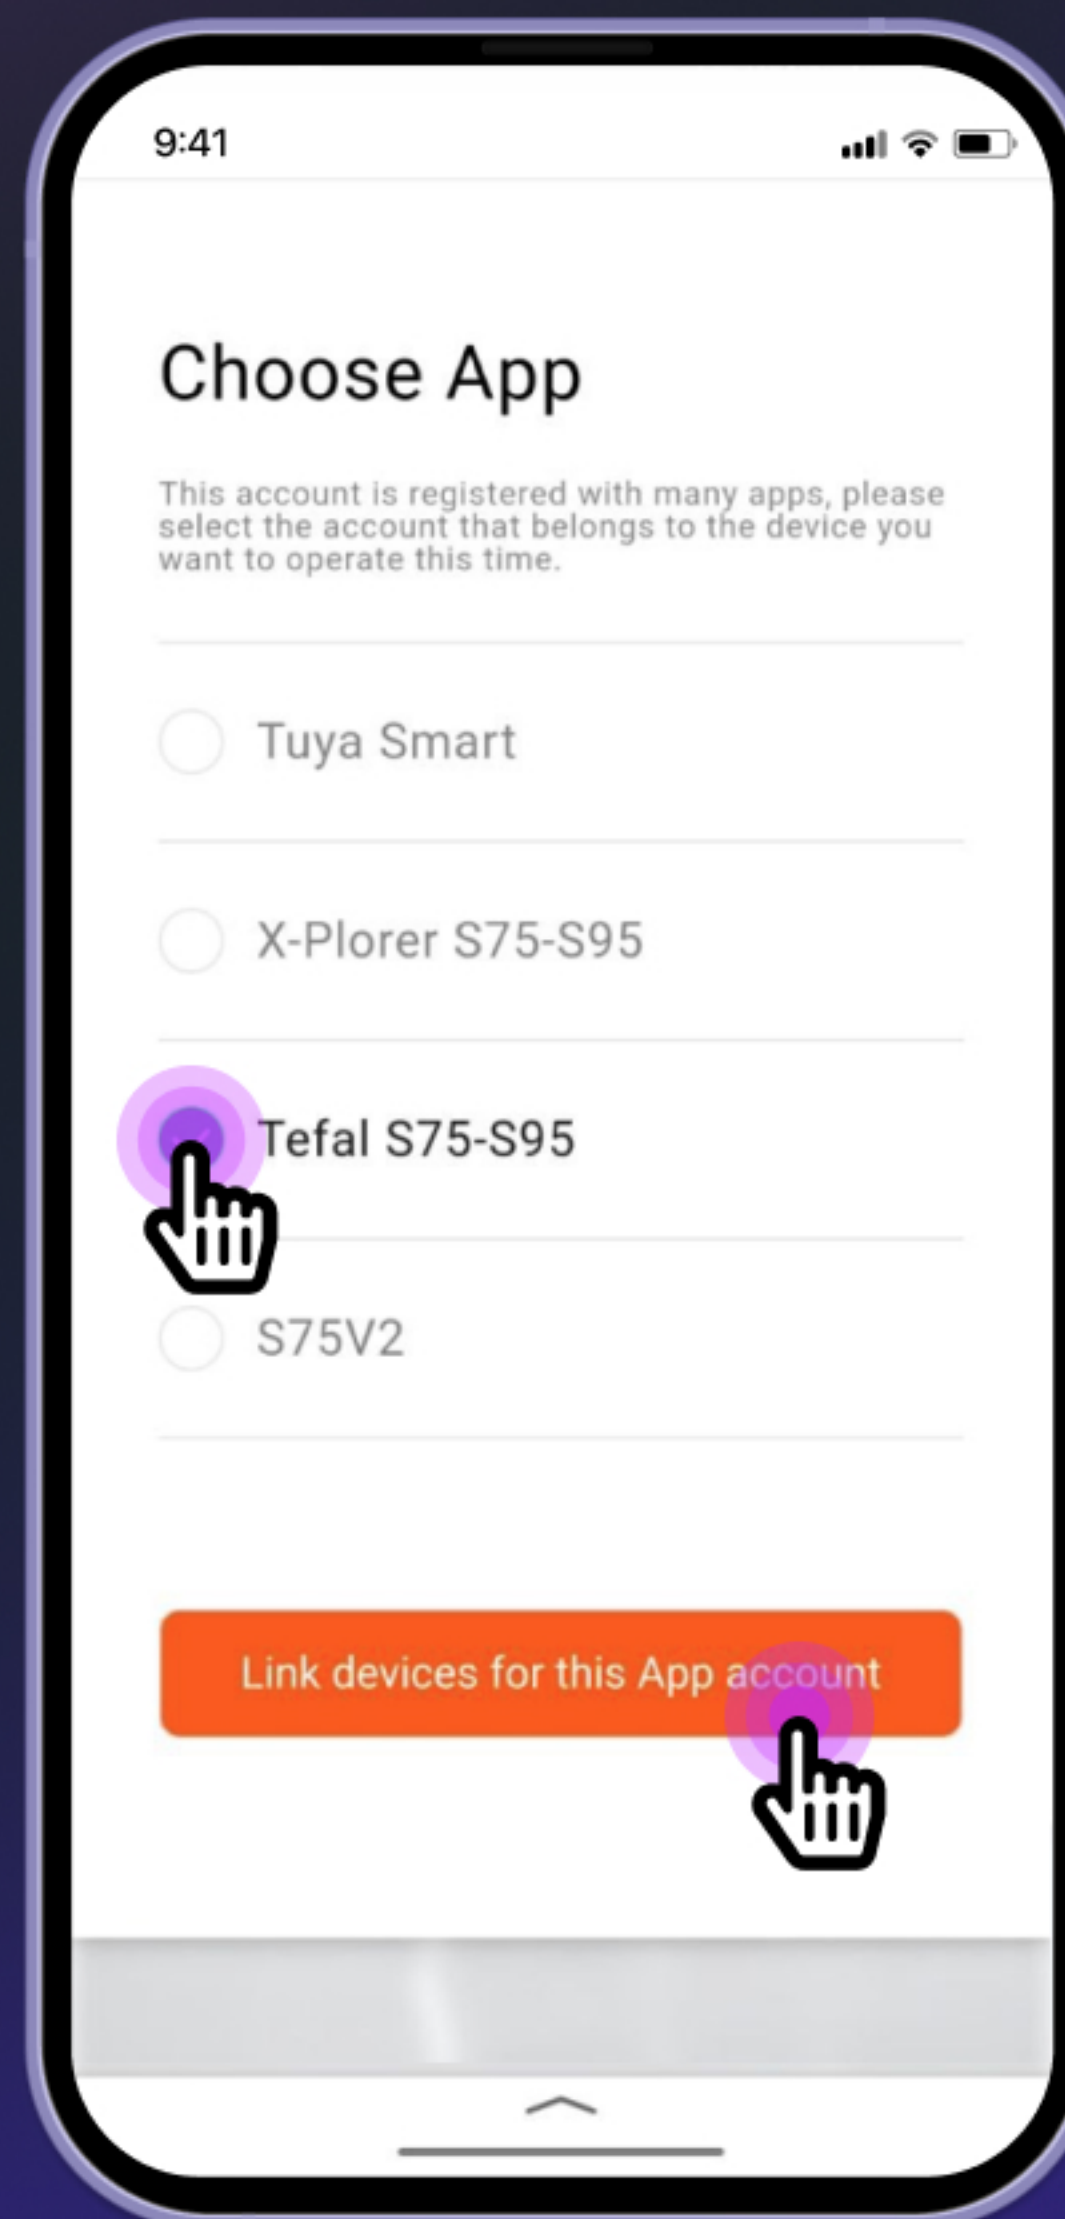 9:41
Choose App
This account is registered with many apps, please
select the account that belongs to the device you
want to operate this time.
Tuya Smart
X-Plorer S75-S95
Tefal S75-S95
S75V2
Link devices for this App account